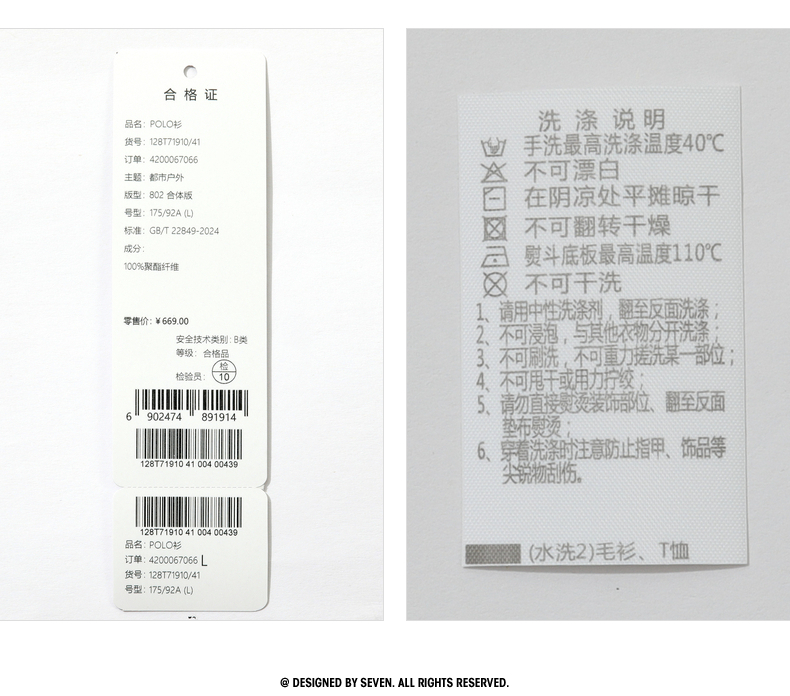 合格证
品名：POLO衫
货号：128T71910/41
订单：4200067066
主题：都市户外
版型：802 合体版
号型：175/92A (L)
标准：GB/T 22849-2024
成分：
100%聚酯纤维
零售价：¥669.00
安全技术类别：B类
等级：合格品
检验员：检 10
6 902474 891914
128T71910 41 004 00439
128T71910 41 004 00439
品名：POLO衫
订单：4200067066 L
货号：128T71910/41
号型：175/92A (L)
洗涤说明
手洗最高洗涤温度40℃
不可漂白
在阴凉处平摊晾干
不可翻转干燥
熨斗底板最高温度110℃
不可干洗
1、请用中性洗涤剂，翻至反面洗涤；
2、不可浸泡，与其他衣物分开洗涤；
3、不可刷洗，不可重力搓洗某一部位；
4、不可甩干或用力拧绞；
5、请勿直接熨烫装饰部位、翻至反面
垫布熨烫；
6、穿着洗涤时注意防止指甲、饰品等
尖锐物刮伤。
(水洗2)毛衫、T恤
@ DESIGNED BY SEVEN. ALL RIGHTS RESERVED.